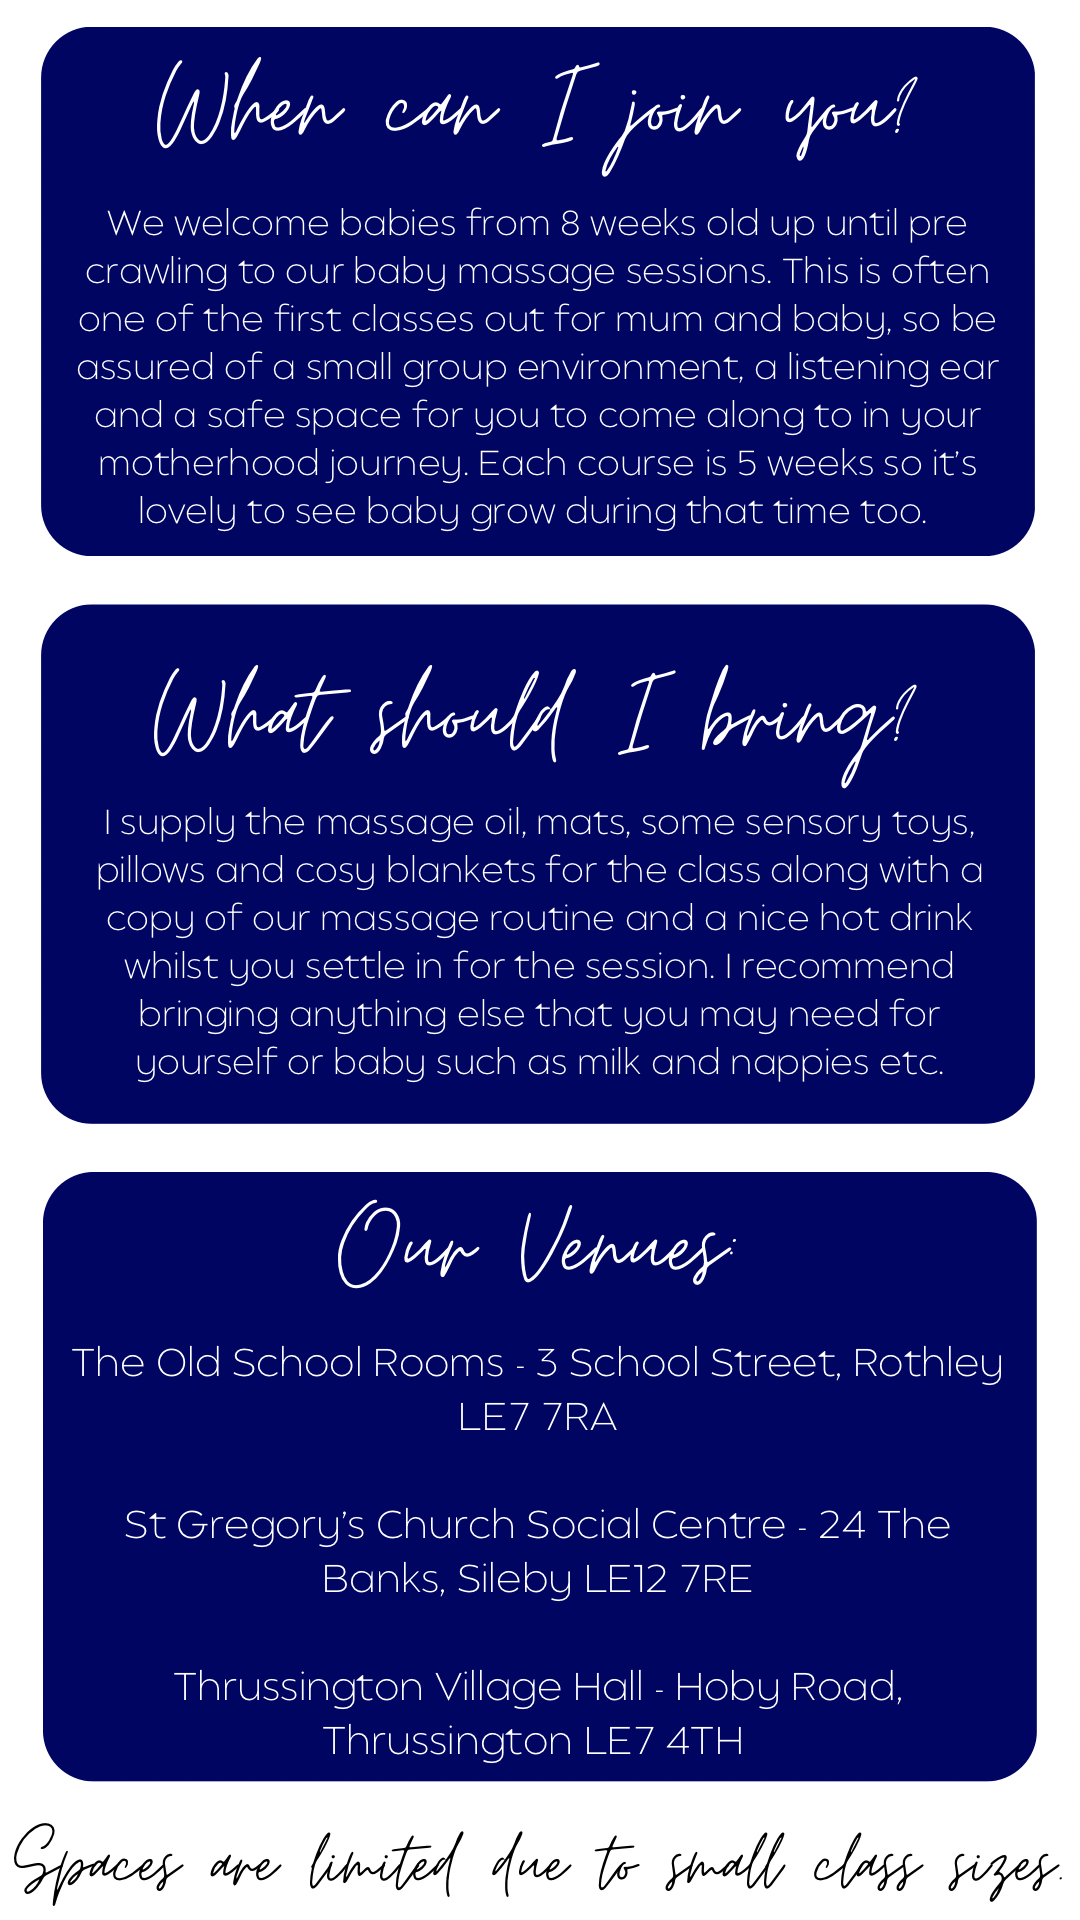 When can I join you?
We welcome babies from 8 weeks old up until pre
crawling to our baby massage sessions. This is often
one of the first classes out for mum and baby, so be
assured of a small group environment, a listening ear
and a safe space for you to come along to in your
motherhood journey. Each course is 5 weeks so it's
lovely to see baby grow during that time too.
What should I bring?
I supply the massage oil, mats, some sensory toys,
pillows and cosy blankets for the class along with a
copy of our massage routine and a nice hot drink
whilst you settle in for the session. I recommend
bringing anything else that you may need for
yourself or baby such as milk and nappies etc.
Our Venues:
The Old School Rooms - 3 School Street, Rothley
LE7 7RA
St Gregory's Church Social Centre - 24 The
Banks, Sileby LE12 7RE
Thrussington Village Hall - Hoby Road,
Thrussington LE7 4TH
Spaces are limited due to small class sizes.